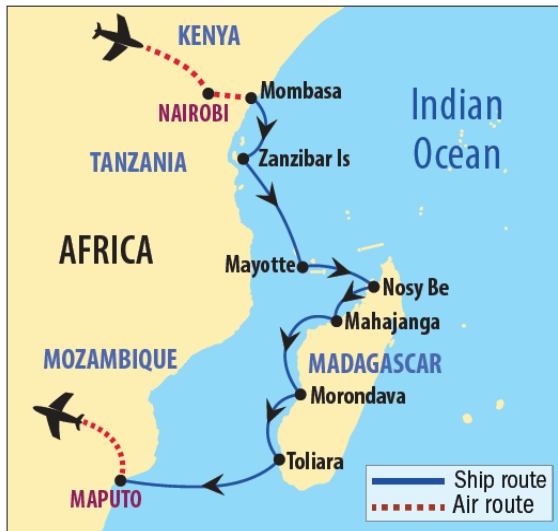 KENYA
Mombasa
NAIROBI
Indian
Ocean
TANZANIA
Zanzibar Is
AFRICA
Mayotte
Nosy Be
Mahajanga
MOZAMBIQUE
MADAGASCAR
Morondava
Toliara
MAPUTO
Ship route
Air route